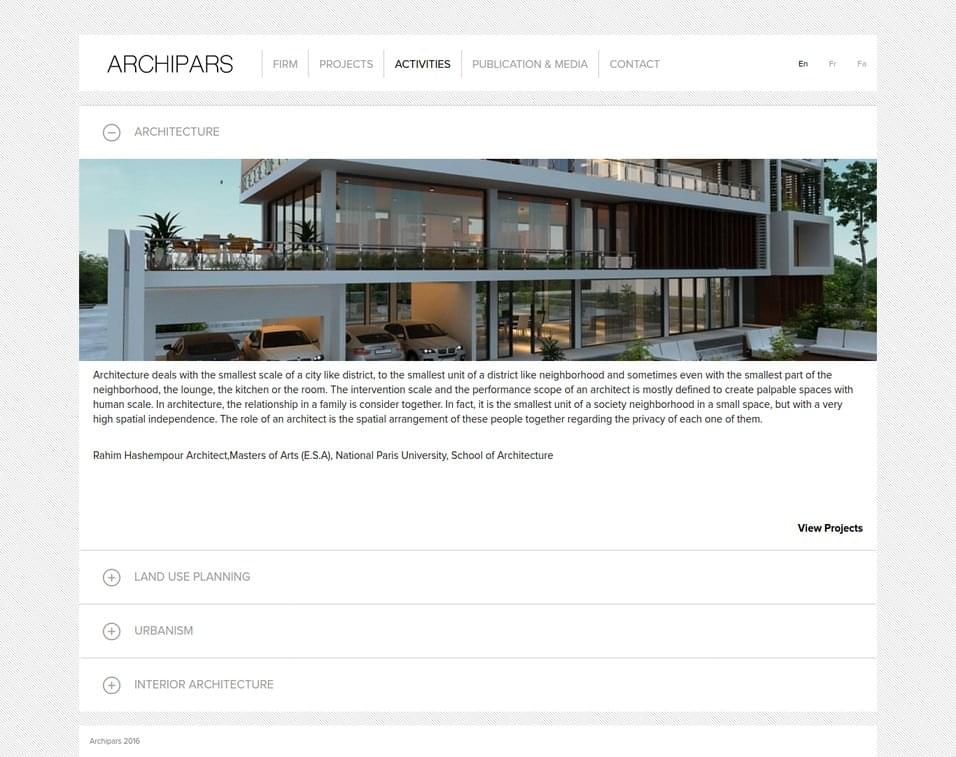 ARCHIPARS
FIRM
PROJECTS
ACTIVITIES
PUBLICATION & MEDIA
CONTACT
En
Fr
Fa
ARCHITECTURE
Architecture deals with the smallest scale of a city like district, to the smallest unit of a district like neighborhood and sometimes even with the smallest part of the
neighborhood, the lounge, the kitchen or the room. The intervention scale and the performance scope of an architect is mostly defined to create palpable spaces with
human scale. In architecture, the relationship in a family is consider together. In fact, it is the smallest unit of a society neighborhood in a small space, but with a very
high spatial independence. The role of an architect is the spatial arrangement of these people together regarding the privacy of each one of them.
Rahim Hashempour Architect,Masters of Arts (E.S.A), National Paris University, School of Architecture
View Projects
LAND USE PLANNING
URBANISM
INTERIOR ARCHITECTURE
Archipars 2016